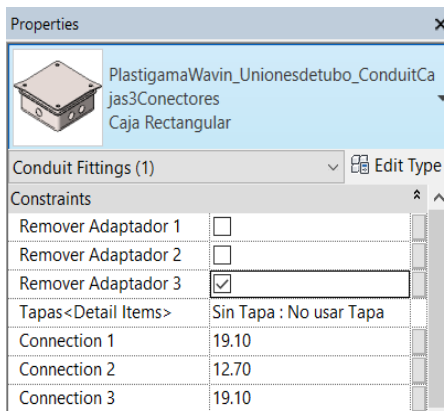 Properties
PlastigamaWavin_Unionesdetubo_ConduitCa
jas3Conectores
Caja Rectangular
Conduit Fittings (1) Edit Type
Constraints
Remover Adaptador 1
Remover Adaptador 2
Remover Adaptador 3
Tapas<Detail Items> Sin Tapa : No usar Tapa
Connection 1 19.10
Connection 2 12.70
Connection 3 19.10